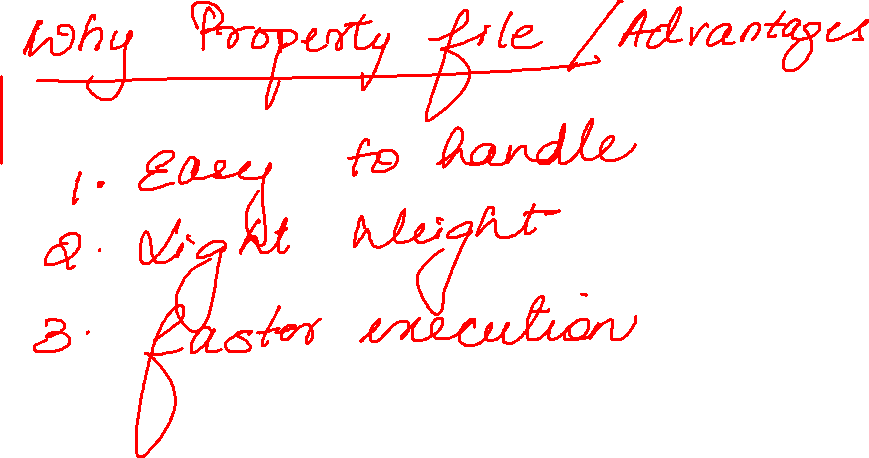 Why Property file / Advantages
1. Easy to handle
2. Light Weight
3. faster execution